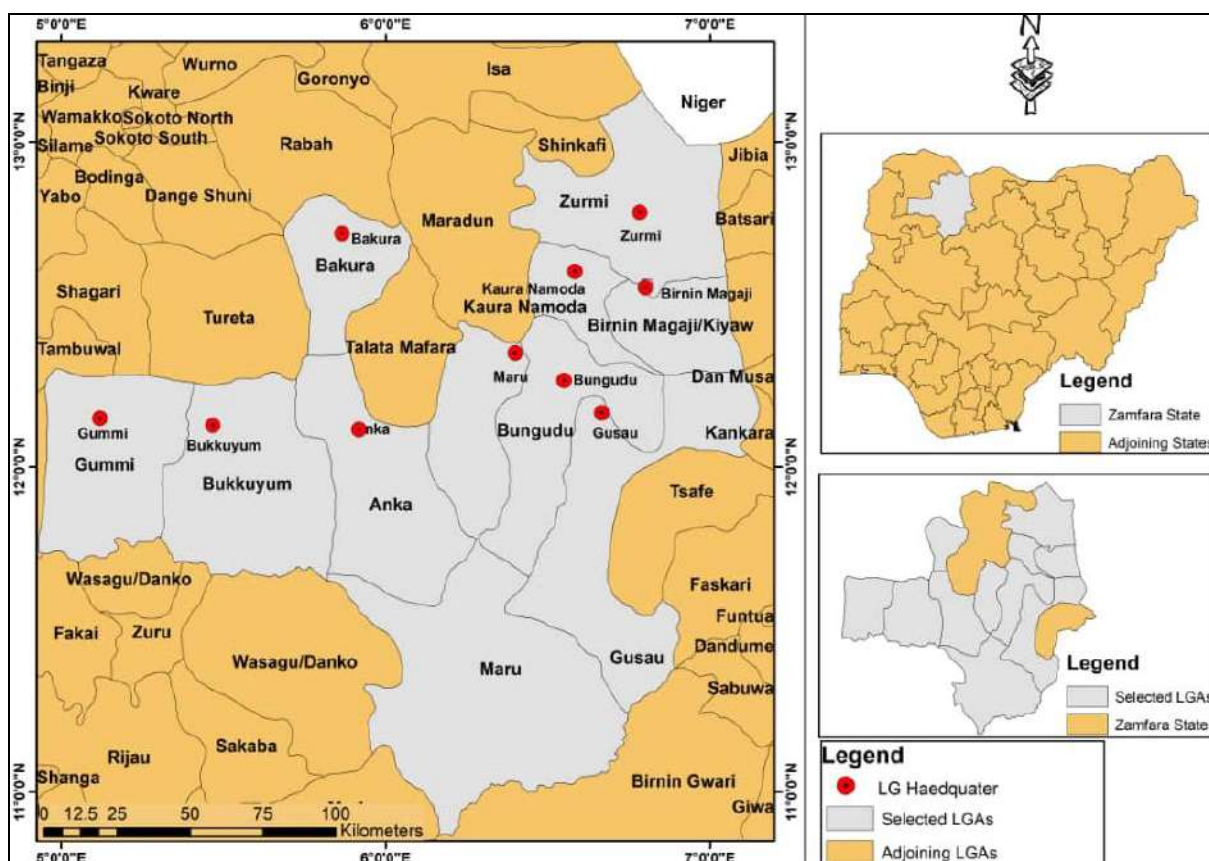 5°0'0"E 6°0'0"E 7°0'0"E
N
Tangaza
Wurno
Goronyo
Isa
Binji
Kware
Niger
Wamakko
Sokoto North
Sokoto South
Silame
Rabah
Shinkafi
Jibia
13°0'0"N
13°0'0"N
Bodinga
Yabo
Dange Shuni
Maradun
Zurmi
Batsari
Zurmi
Bakura
Bakura
Kaura Namoda
Birnin Magaji
Shagari
Kaura Namoda
Tureta
Birnin Magaji/Kiyaw
Tambuwal
Talata Mafara
Maru
Bungudu
Dan Musa
Gummi
Bukkuyum
Bungudu
Gusau
Kankara
Gummi
Bukkuyum
12°0'0"N
12°0'0"N
Anka
Tsafe
Wasagu/Danko
Faskari
Fakai
Zuru
Funtua
Dandume
Wasagu/Danko
Maru
Gusau
Sabuwa
Rijau
Sakaba
Shanga
Birnin Gwari
11°0'0"N
11°0'0"N
Giwa
0 12.5 25 50 75 100
Kilometers
5°0'0"E 6°0'0"E 7°0'0"E
Legend
Zamfara State
Adjoining States
Legend
Selected LGAs
Zamfara States
Legend
LG Haedquater
Selected LGAs
Adjoining LGAs